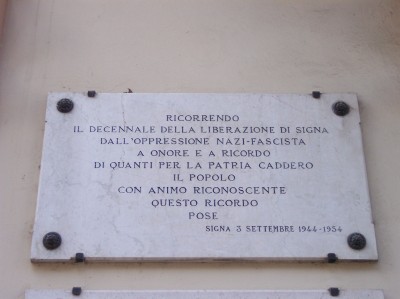 RICORRENDO
IL DECENNALE DELLA LIBERAZIONE DI SIGNA
DALL'OPPRESSIONE NAZI-FASCISTA
A ONORE E A RICORDO
DI QUANTI PER LA PATRIA CADDERO
IL POPOLO
CON ANIMO RICONOSCENTE
QUESTO RICORDO
POSE
SIGNA 3 SETTEMBRE 1944-1954